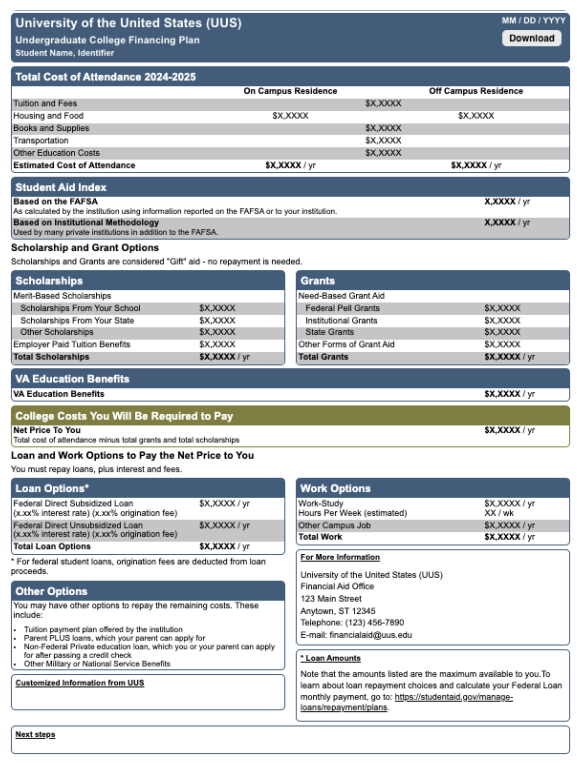 University of the United States (UUS)
MM / DD / YYYY
Undergraduate College Financing Plan
Download
Student Name, Identifier
Total Cost of Attendance 2024-2025
On Campus Residence Off Campus Residence
Tuition and Fees $X,XXXX
Housing and Food $X,XXXX $X,XXXX
Books and Supplies $X,XXXX
Transportation $X,XXXX
Other Education Costs $X,XXXX
Estimated Cost of Attendance $X,XXXX / yr $X,XXXX / yr
Student Aid Index
Based on the FAFSA X,XXXX / yr
As calculated by the institution using information reported on the FAFSA or to your institution.
Based on Institutional Methodology X,XXXX / yr
Used by many private institutions in addition to the FAFSA.
Scholarship and Grant Options
Scholarships and Grants are considered "Gift" aid - no repayment is needed.
Scholarships
Merit-Based Scholarships
Scholarships From Your School $X,XXXX
Scholarships From Your State $X,XXXX
Other Scholarships $X,XXXX
Employer Paid Tuition Benefits $X,XXXX
Total Scholarships $X,XXXX / yr
Grants
Need-Based Grant Aid
Federal Pell Grants $X,XXXX
Institutional Grants $X,XXXX
State Grants $X,XXXX
Other Forms of Grant Aid $X,XXXX
Total Grants $X,XXXX / yr
VA Education Benefits
VA Education Benefits $X,XXXX / yr
College Costs You Will Be Required to Pay
Net Price To You $X,XXXX / yr
Total cost of attendance minus total grants and total scholarships
Loan and Work Options to Pay the Net Price to You
You must repay loans, plus interest and fees.
Loan Options*
Federal Direct Subsidized Loan $X,XXXX / yr
(x.xx% interest rate) (x.xx% origination fee)
Federal Direct Unsubsidized Loan $X,XXXX / yr
(x.xx% interest rate) (x.xx% origination fee)
Total Loan Options $X,XXXX / yr
* For federal student loans, origination fees are deducted from loan
proceeds.
Other Options
You may have other options to repay the remaining costs. These
include:
• Tuition payment plan offered by the institution
• Parent PLUS loans, which your parent can apply for
• Non-Federal Private education loan, which you or your parent can apply
for after passing a credit check
• Other Military or National Service Benefits
Customized Information from UUS
Work Options
Work-Study $X,XXXX / yr
Hours Per Week (estimated) XX / wk
Other Campus Job $X,XXXX / yr
Total Work $X,XXXX / yr
For More Information
University of the United States (UUS)
Financial Aid Office
123 Main Street
Anytown, ST 12345
Telephone: (123) 456-7890
E-mail: financialaid@uus.edu
* Loan Amounts
Note that the amounts listed are the maximum available to you.To
learn about loan repayment choices and calculate your Federal Loan
monthly payment, go to: https://studentaid.gov/manage-
loans/repayment/plans.
Next steps